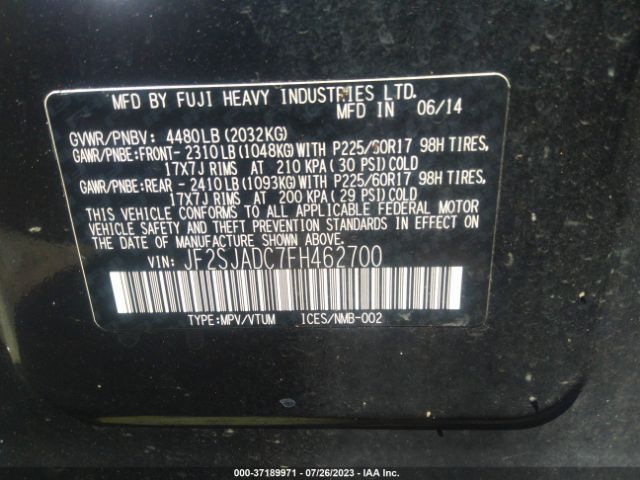 MFD BY FUJI HEAVY INDUSTRIES LTD.
MFD IN 06/14
GVWR/PNBV: 4480LB (2032KG)
GAWR/PNBE:FRONT- 2310LB (1048KG) WITH P225/60R17 98H TIRES,
17X7J RIMS AT 210 KPA (30 PSI) COLD
GAWR/PNBE:REAR - 2410LB (1093KG) WITH P225/60R17 98H TIRES,
17X7J RIMS AT 200 KPA (29 PSI) COLD
THIS VEHICLE CONFORMS TO ALL APPLICABLE FEDERAL MOTOR
VEHICLE SAFETY AND THEFT PREVENTION STANDARDS IN EFFECT ON
THE DATE OF MANUFACTURE SHOWN ABOVE.
VIN: JF2SJADC7FH462700
TYPE:MPV/VTUM ICES/NMB-002
000-37189971 / 07/26/2023 - IAA Inc.